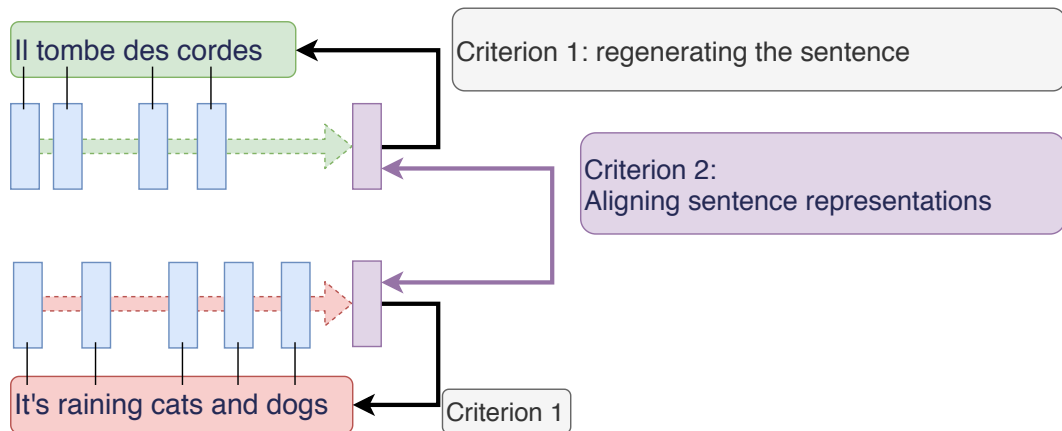 Il tombe des cordes
Criterion 1: regenerating the sentence
Criterion 2:
Aligning sentence representations
It's raining cats and dogs
Criterion 1